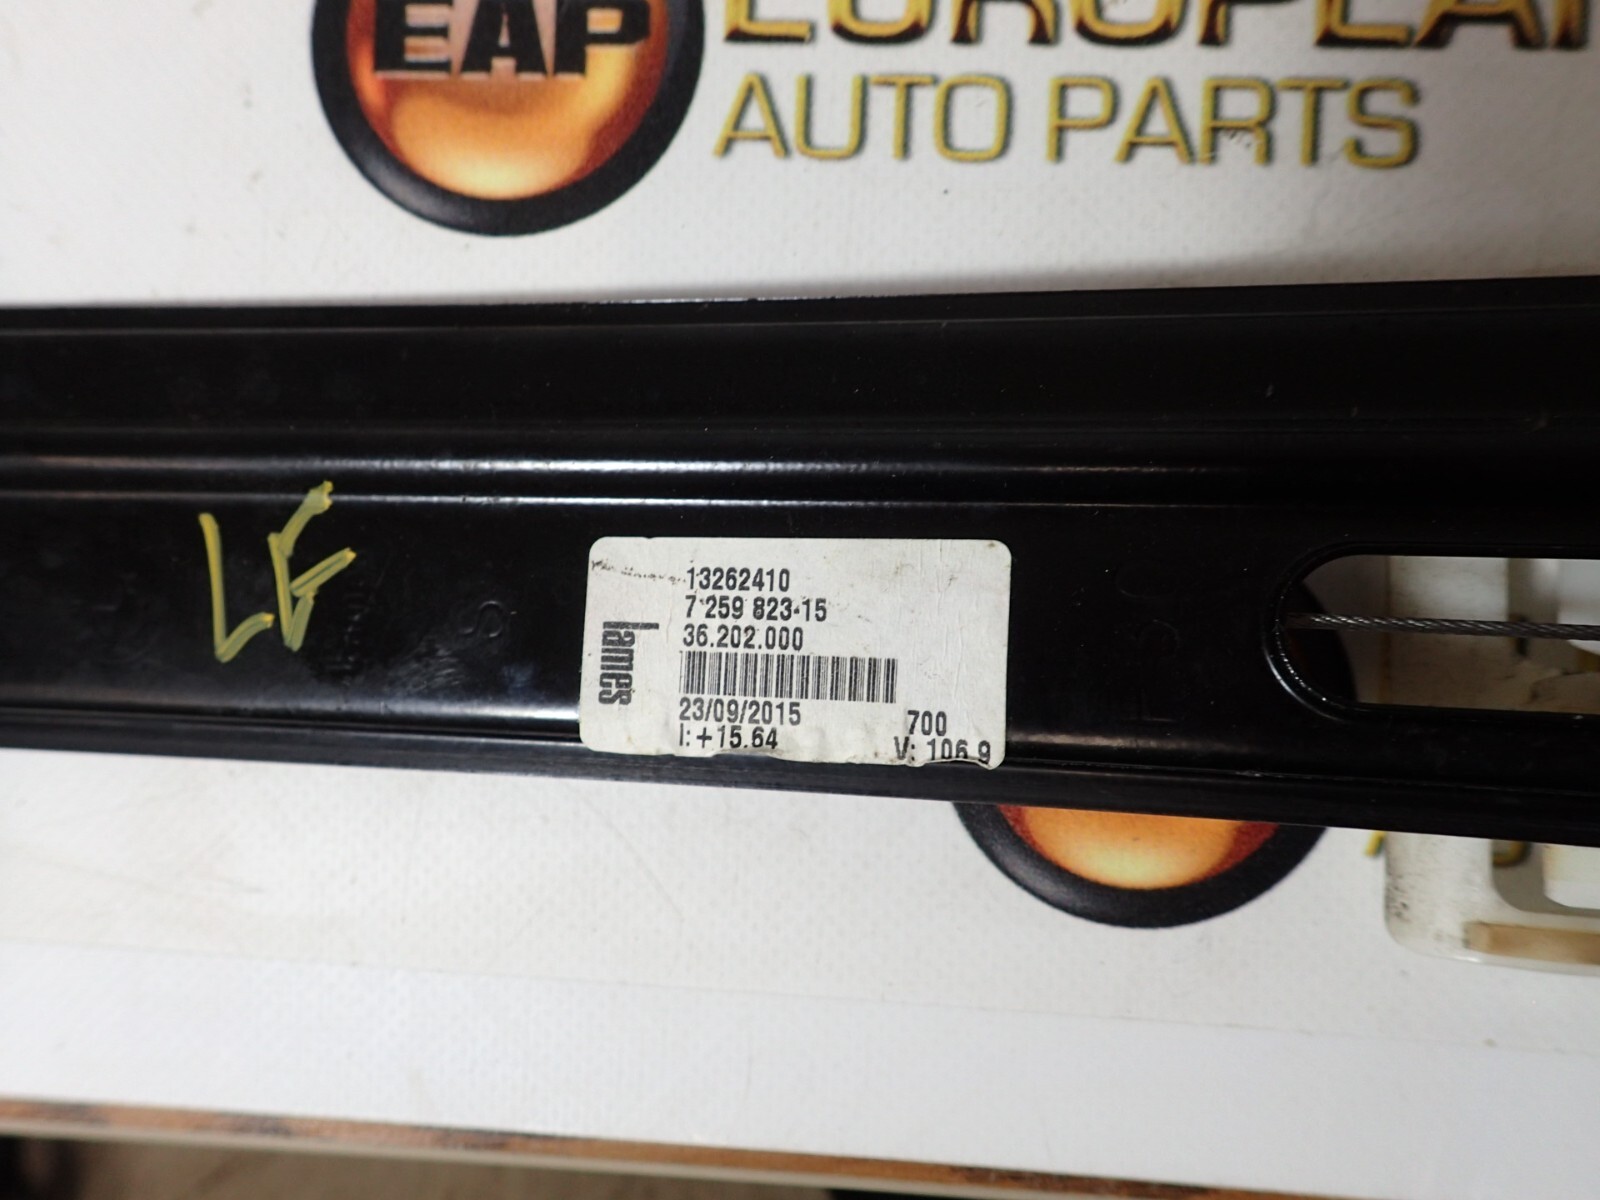 EAP
AUTO PARTS
LF
13262410
7 259 823-15
36.202.000
lames
23/09/2015
700
I: +15.64
V: 106.9